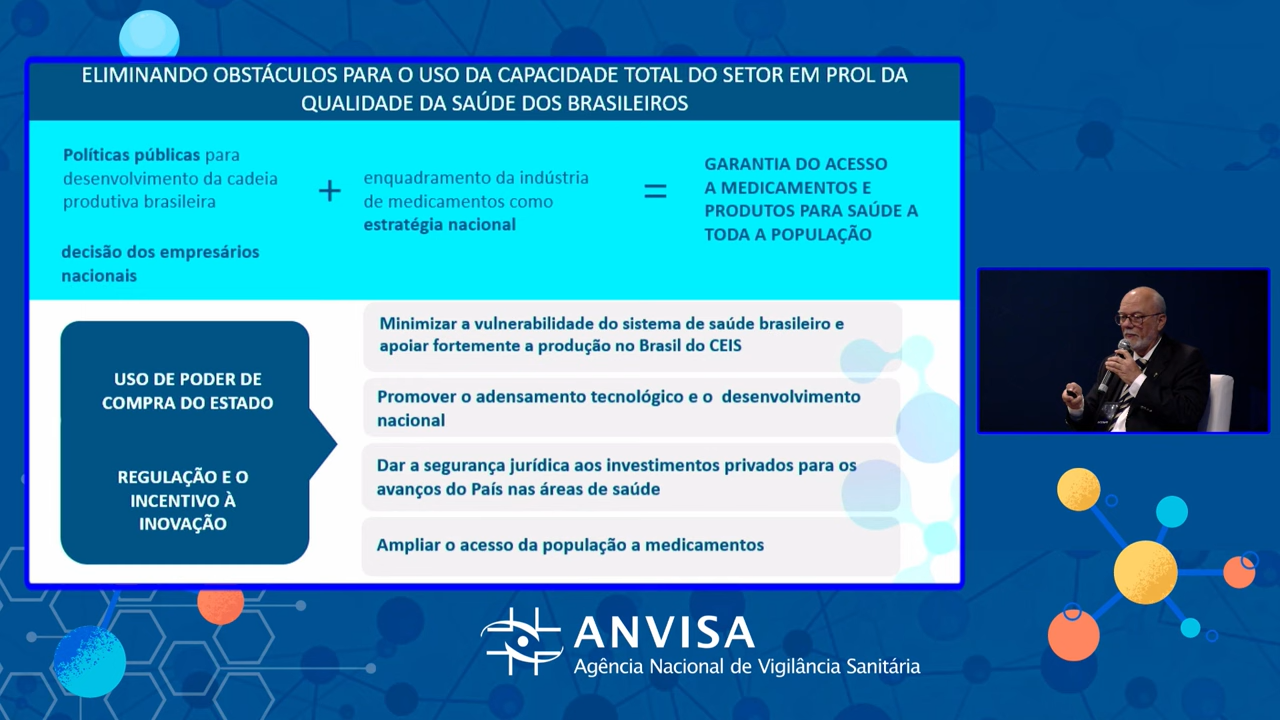 ELIMINANDO OBSTÁCULOS PARA O USO DA CAPACIDADE TOTAL DO SETOR EM PROL DA
QUALIDADE DA SAÚDE DOS BRASILEIROS
Políticas públicas para
desenvolvimento da cadeia
produtiva brasileira
decisão dos empresários
nacionais
+
enquadramento da indústria
de medicamentos como
estratégia nacional
=
GARANTIA DO ACESSO
A MEDICAMENTOS E
PRODUTOS PARA SAÚDE A
TODA A POPULAÇÃO
USO DE PODER DE
COMPRA DO ESTADO
REGULAÇÃO E O
INCENTIVO À
INOVAÇÃO
Minimizar a vulnerabilidade do sistema de saúde brasileiro e
apoiar fortemente a produção no Brasil do CEIS
Promover o adensamento tecnológico e o desenvolvimento
nacional
Dar a segurança jurídica aos investimentos privados para os
avanços do País nas áreas de saúde
Ampliar o acesso da população a medicamentos
ANVISA
Agência Nacional de Vigilância Sanitária